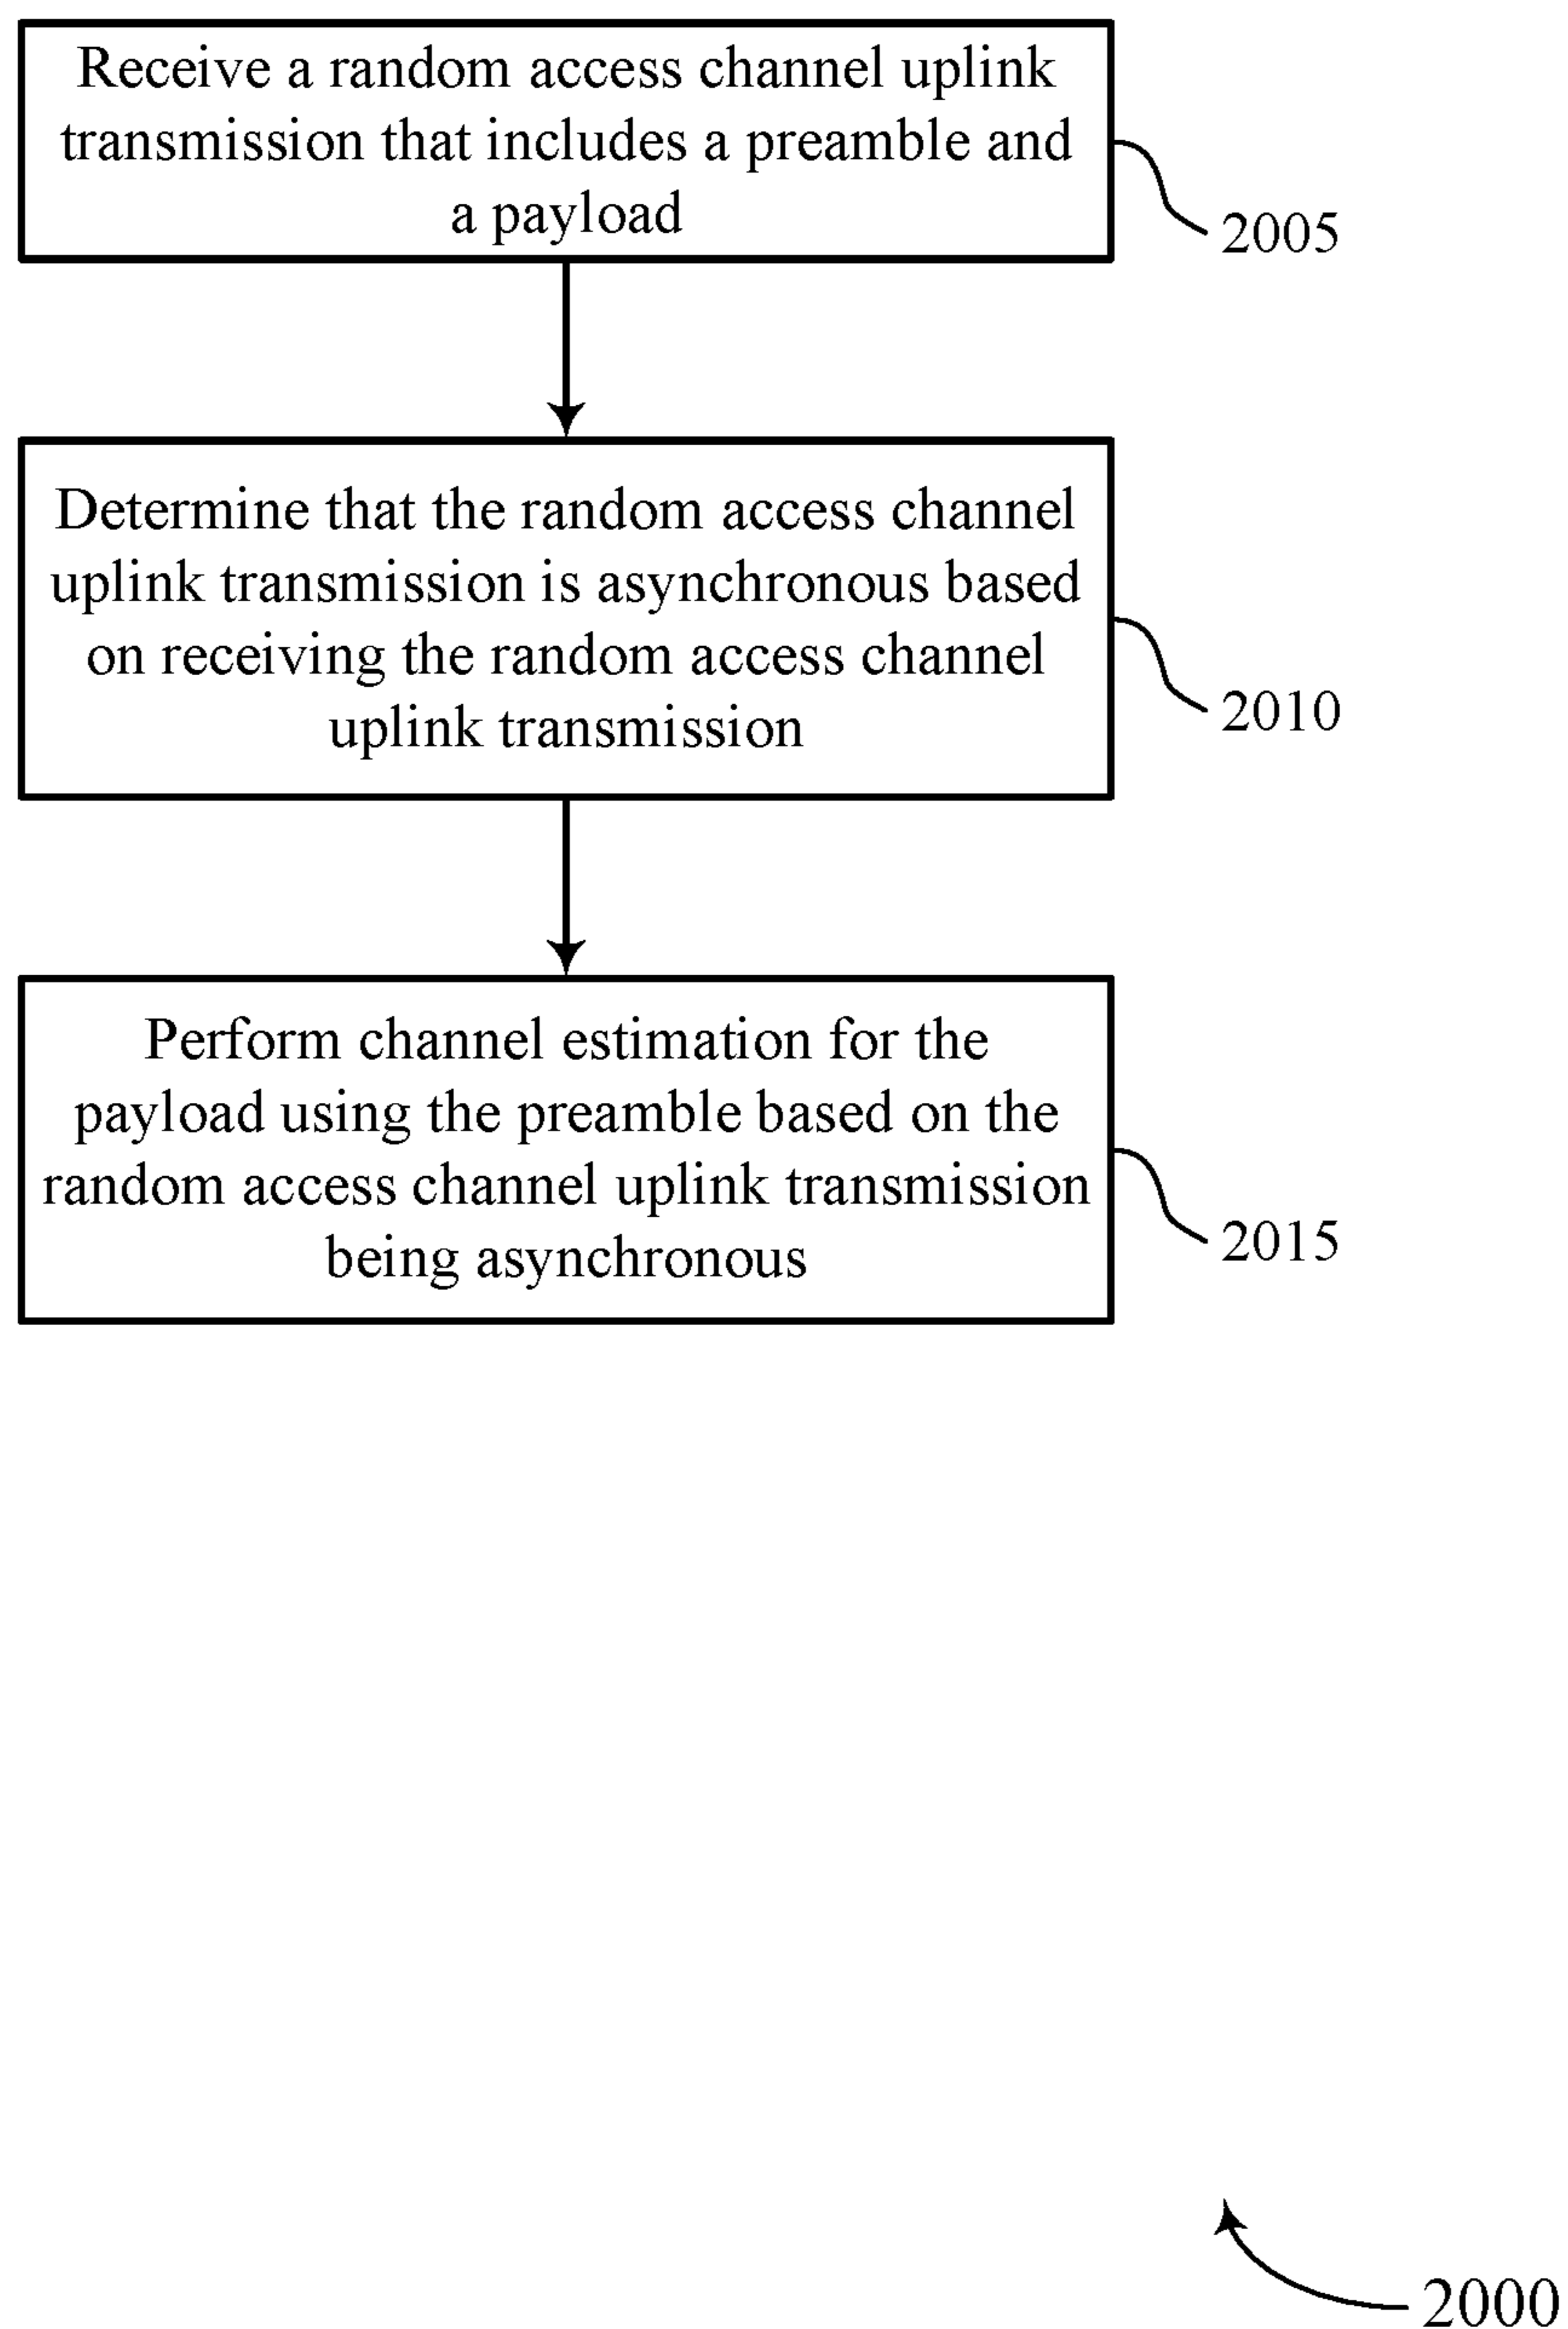 Receive a random access channel uplink
transmission that includes a preamble and
a payload
2005
Determine that the random access channel
uplink transmission is asynchronous based
on receiving the random access channel
uplink transmission
2010
Perform channel estimation for the
payload using the preamble based on the
random access channel uplink transmission
being asynchronous
2015
2000